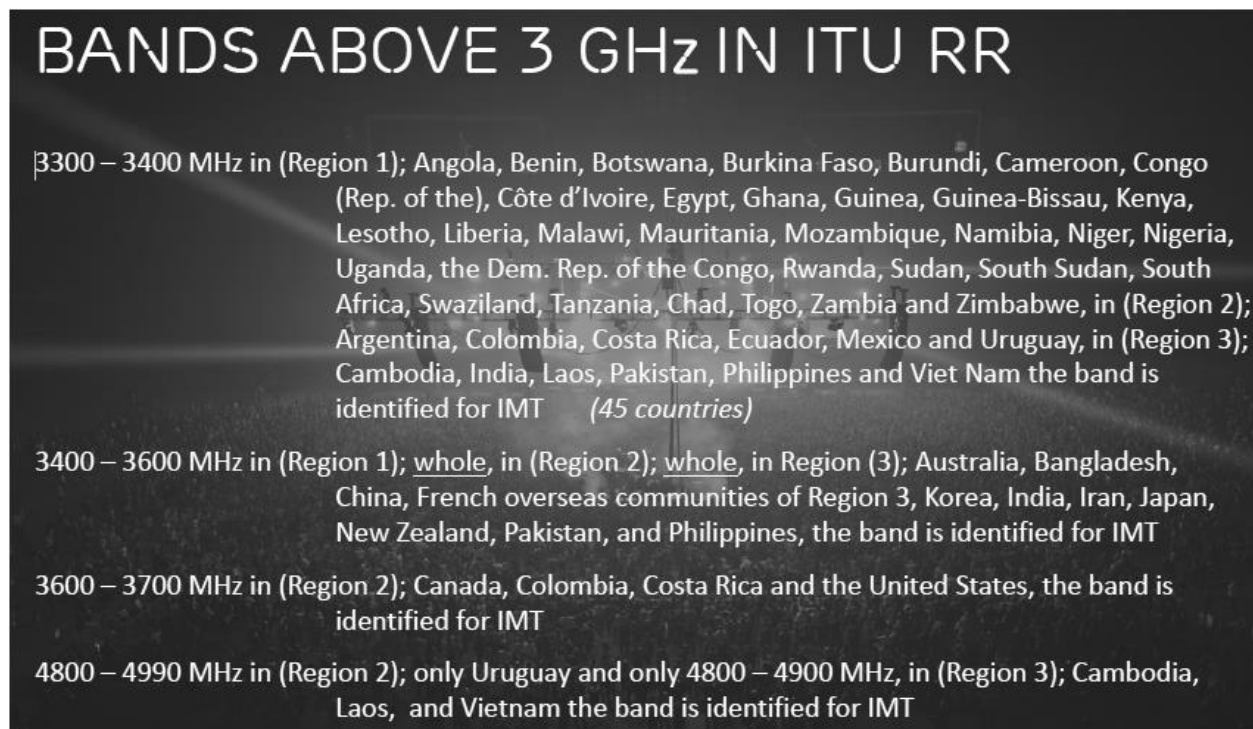 BANDS ABOVE 3 GHz IN ITU RR
3300 – 3400 MHz in (Region 1); Angola, Benin, Botswana, Burkina Faso, Burundi, Cameroon, Congo
(Rep. of the), Côte d’Ivoire, Egypt, Ghana, Guinea, Guinea-Bissau, Kenya,
Lesotho, Liberia, Malawi, Mauritania, Mozambique, Namibia, Niger, Nigeria,
Uganda, the Dem. Rep. of the Congo, Rwanda, Sudan, South Sudan, South
Africa, Swaziland, Tanzania, Chad, Togo, Zambia and Zimbabwe, in (Region 2);
Argentina, Colombia, Costa Rica, Ecuador, Mexico and Uruguay, in (Region 3);
Cambodia, India, Laos, Pakistan, Philippines and Viet Nam the band is
identified for IMT (45 countries)
3400 – 3600 MHz in (Region 1); whole, in (Region 2); whole, in Region (3); Australia, Bangladesh,
China, French overseas communities of Region 3, Korea, India, Iran, Japan,
New Zealand, Pakistan, and Philippines, the band is identified for IMT
3600 – 3700 MHz in (Region 2); Canada, Colombia, Costa Rica and the United States, the band is
identified for IMT
4800 – 4990 MHz in (Region 2); only Uruguay and only 4800 – 4900 MHz, in (Region 3); Cambodia,
Laos, and Vietnam the band is identified for IMT